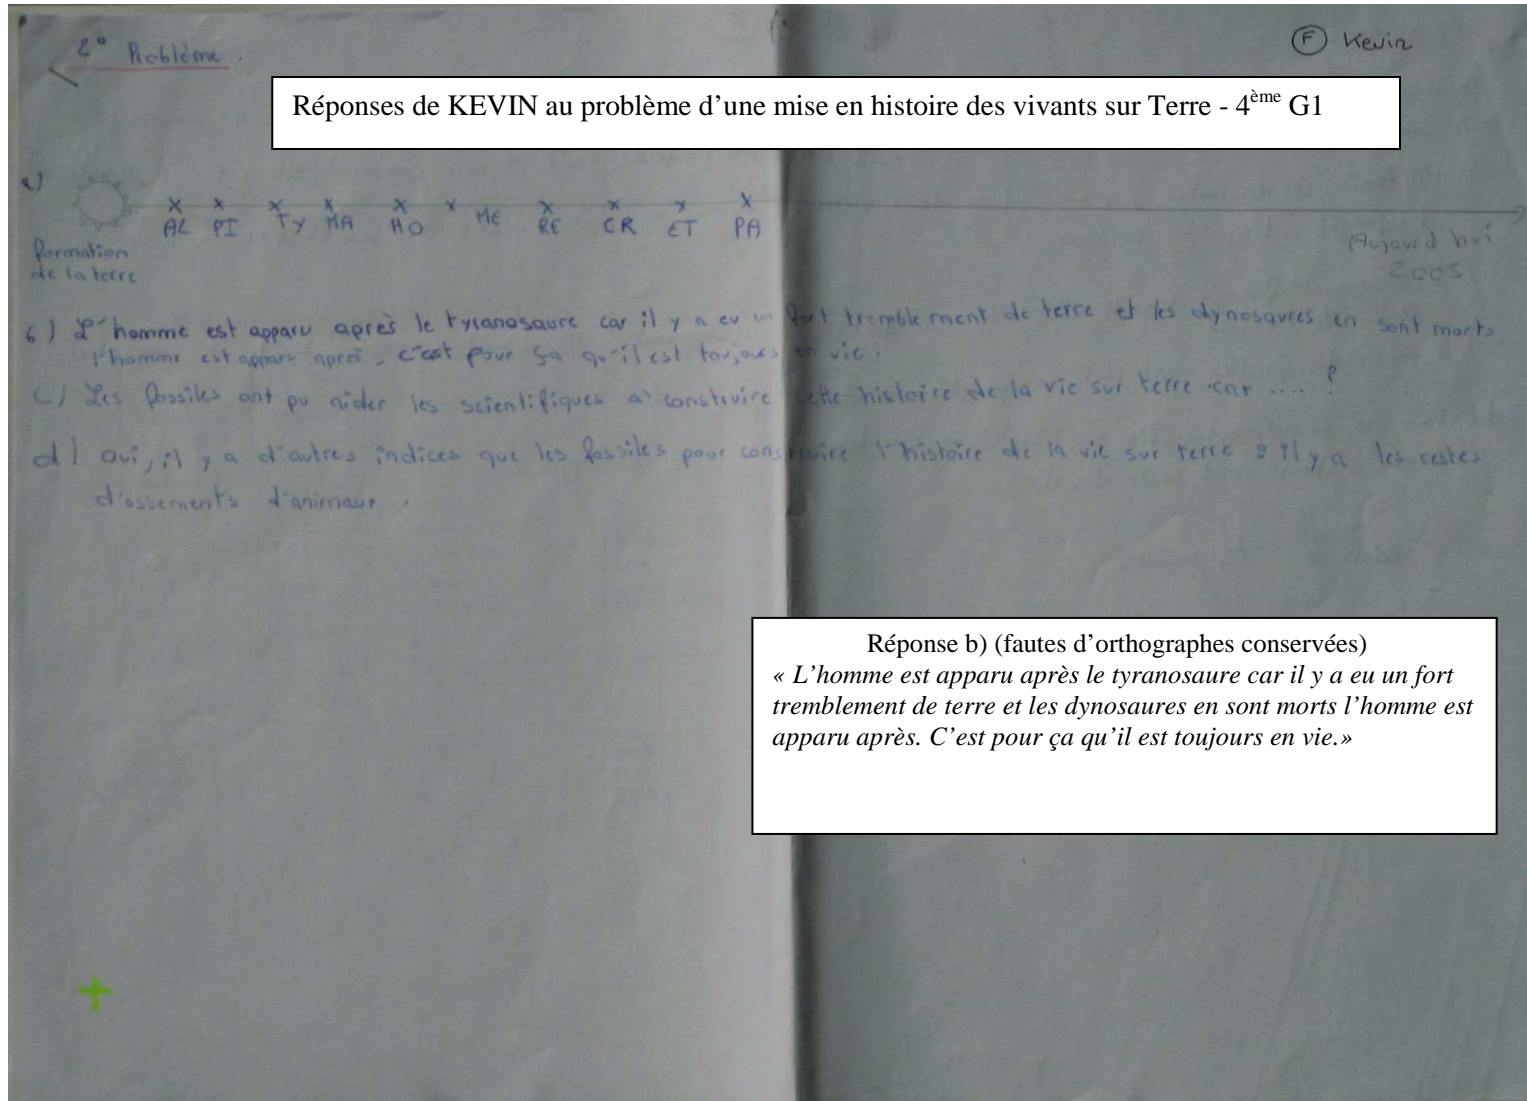 2° Problème.
F Kevin
Réponses de KEVIN au problème d'une mise en histoire des vivants sur Terre - 4ème G1
a)
AL PI TY MA HO ME RE CR ET PA
formation
de la terre
Aujourd'hui
2005
b) L'homme est apparu après le tyranosaure car il y a eu un fort tremblement de terre et les dynosaures en sont morts
l'homme est apparu après. c'est pour ça qu'il est toujours en vie.
c) Les fossiles ont pu aider les scientifiques à construire cette histoire de la vie sur terre car .... ?
d) oui, il y a d'autres indices que les fossiles pour construire l'histoire de la vie sur terre : il y a les restes
d'ossements d'animaux.
Réponse b) (fautes d'orthographes conservées)
« L'homme est apparu après le tyranosaure car il y a eu un fort
tremblement de terre et les dynosaures en sont morts l'homme est
apparu après. C'est pour ça qu'il est toujours en vie.»